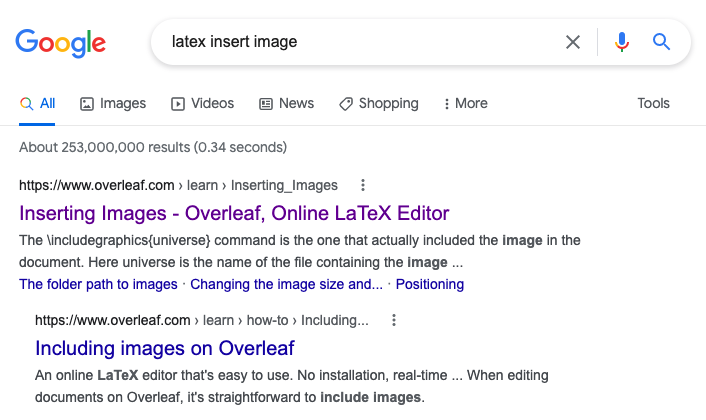 Google
latex insert image
All Images Videos News Shopping More Tools
About 253,000,000 results (0.34 seconds)
https://www.overleaf.com › learn › Inserting_Images
Inserting Images - Overleaf, Online LaTeX Editor
The \\includegraphics{universe} command is the one that actually included the image in the
document. Here universe is the name of the file containing the image ...
The folder path to images · Changing the image size and... · Positioning
https://www.overleaf.com › learn › how-to › Including...
Including images on Overleaf
An online LaTeX editor that's easy to use. No installation, real-time ... When editing
documents on Overleaf, it's straightforward to include images.